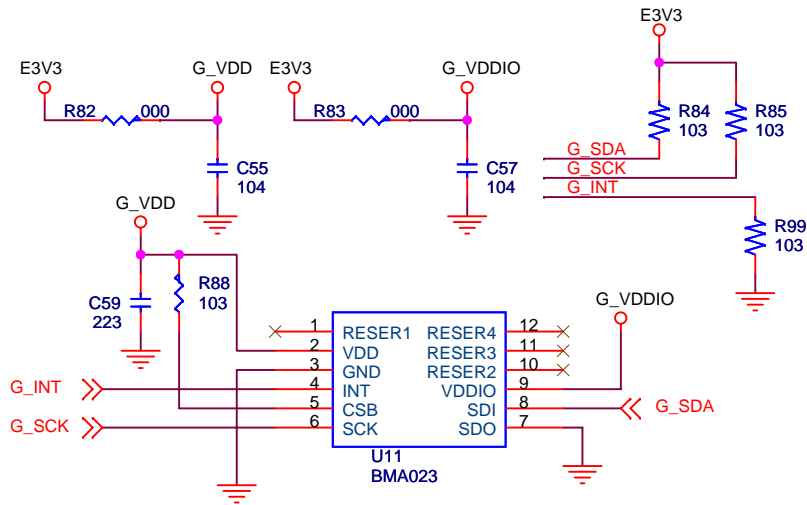 E3V3
E3V3 G_VDD E3V3 G_VDDIO
R82 000 R83 000
R84
103
R85
103
G_SDA
G_SCK
G_INT
C55
104
C57
104
G_VDD
R99
103
R88
103
C59
223
G_VDDIO
1 RESER1 RESER4 12
2 VDD RESER3 11
3 GND RESER2 10
G_INT 4 INT VDDIO 9
5 CSB SDI 8 G_SDA
G_SCK 6 SCK SDO 7
U11
BMA023